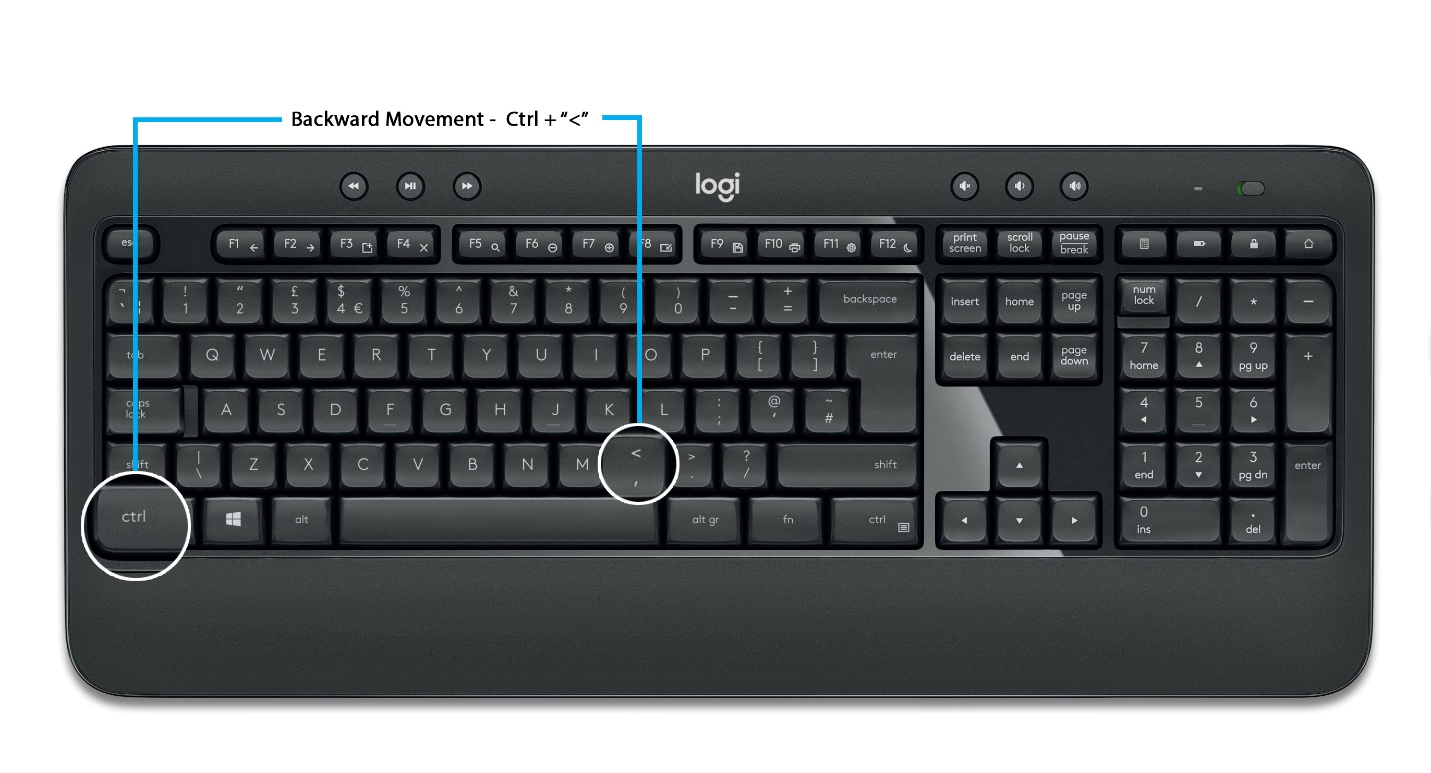 Backward Movement - Ctrl + “<”
logi
esc F1 F2 F3 F4 F5 F6 F7 F8 F9 F10 F11 F12 print screen scroll lock pause break
¬ ` ¦ ! 1 “ 2 £ 3 $ 4 € % 5 ^ 6 & 7 * 8 ( 9 ) 0 _ - + = backspace insert home page up num lock / * -
tab Q W E R T Y U I O P { [ } ] enter delete end page down 7 home 8 9 pg up +
caps lock A S D F G H J K L : ; @ ' ~ # 4 5 6
shift | \ Z X C V B N M < , > . ? / shift 1 end 2 3 pg dn enter
ctrl alt alt gr fn ctrl 0 ins . del